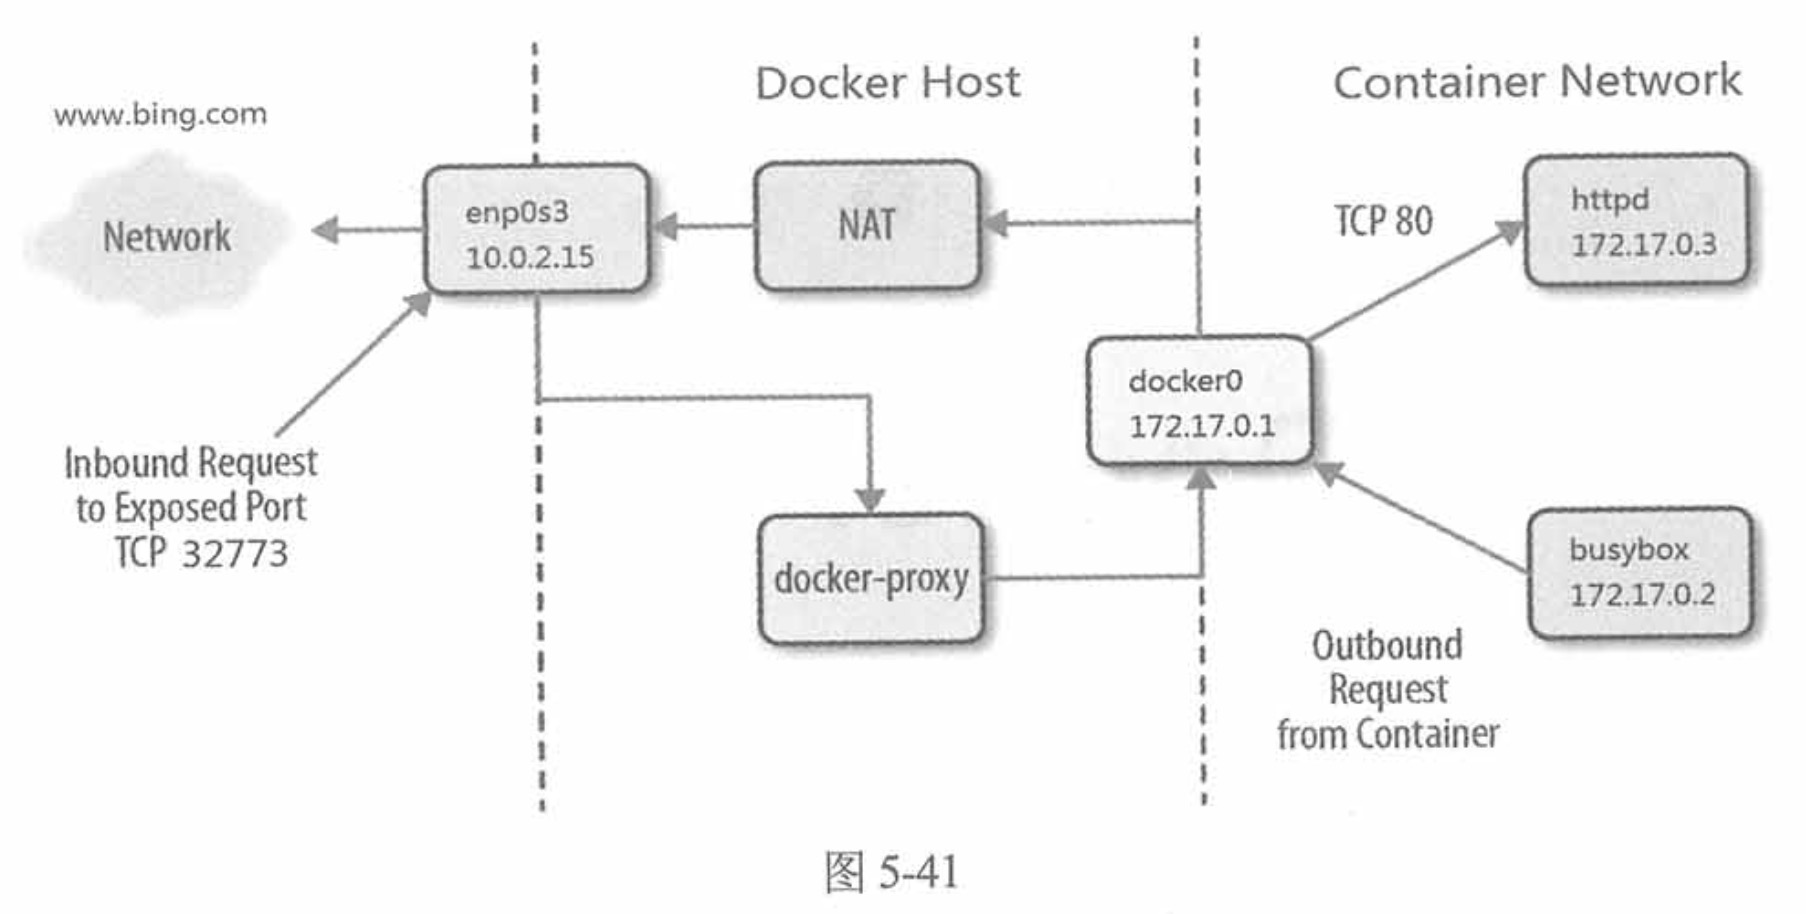 www.bing.com
Network
Docker Host
Container Network
enp0s3
10.0.2.15
NAT
TCP 80
httpd
172.17.0.3
docker0
172.17.0.1
Inbound Request
to Exposed Port
TCP 32773
docker-proxy
busybox
172.17.0.2
Outbound
Request
from Container
图 5-41